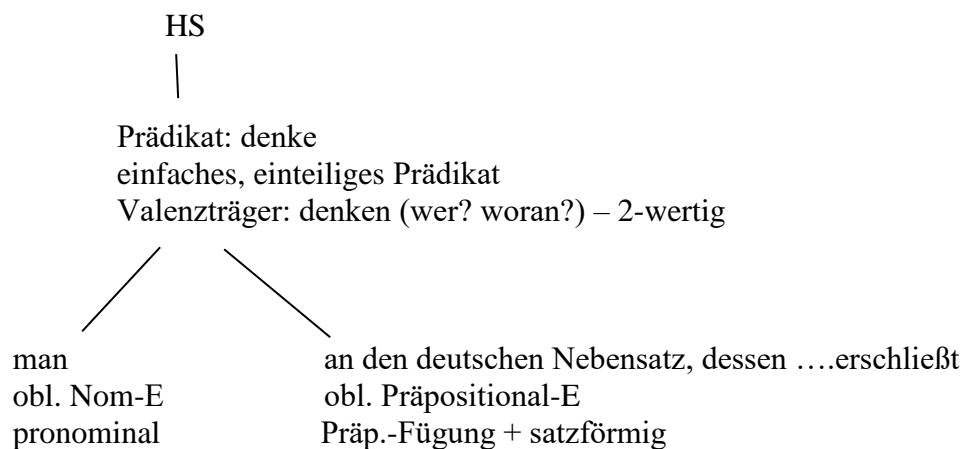 HS
Prädikat: denke
einfaches, einteiliges Prädikat
Valenzträger: denken (wer? woran?) – 2-wertig
man an den deutschen Nebensatz, dessen ….erschließt
obl. Nom-E obl. Präpositional-E
pronominal Präp.-Fügung + satzförmig